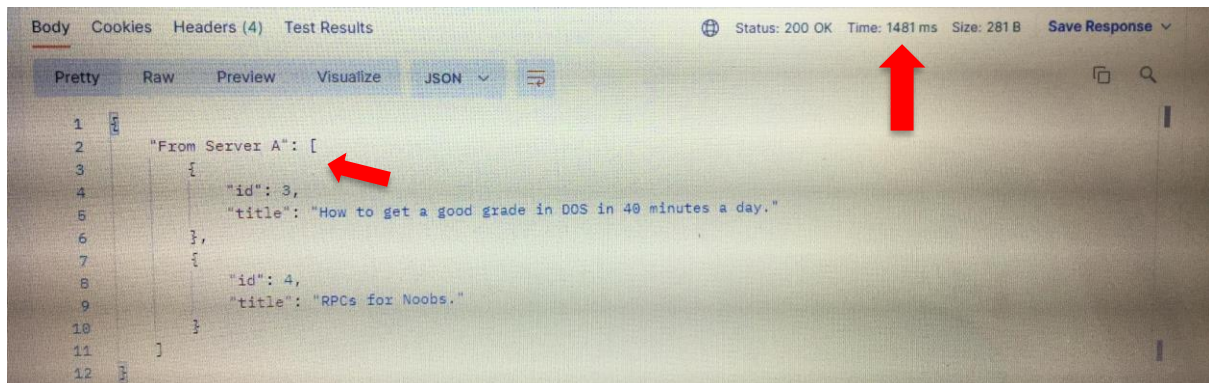 Body Cookies Headers (4) Test Results Status: 200 OK Time: 1481 ms Size: 281 B Save Response
Pretty Raw Preview Visualize JSON
1 {
2 "From Server A": [
3 {
4 "id": 3,
5 "title": "How to get a good grade in DOS in 40 minutes a day."
6 },
7 {
8 "id": 4,
9 "title": "RPCs for Noobs."
10 }
11 ]
12 }